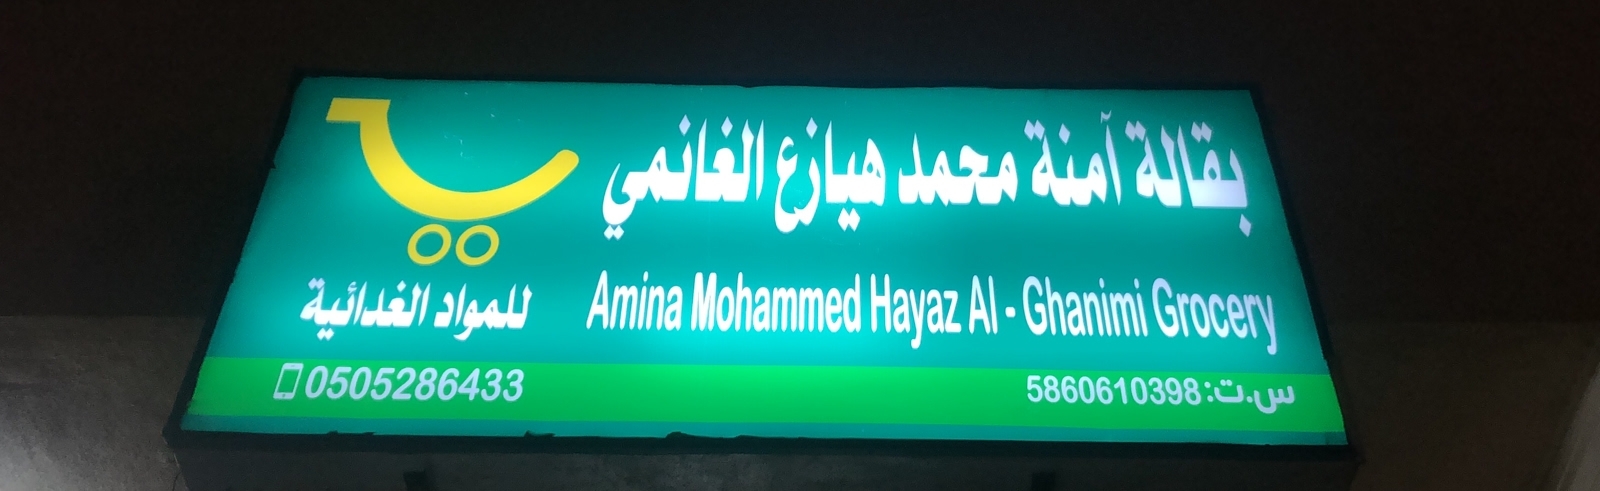 بقالة آمنة محمد هيازع الغانمي
للمواد الغدائية
Amina Mohammed Hayaz Al - Ghanimi Grocery
0505286433
س.ت: 5860610398